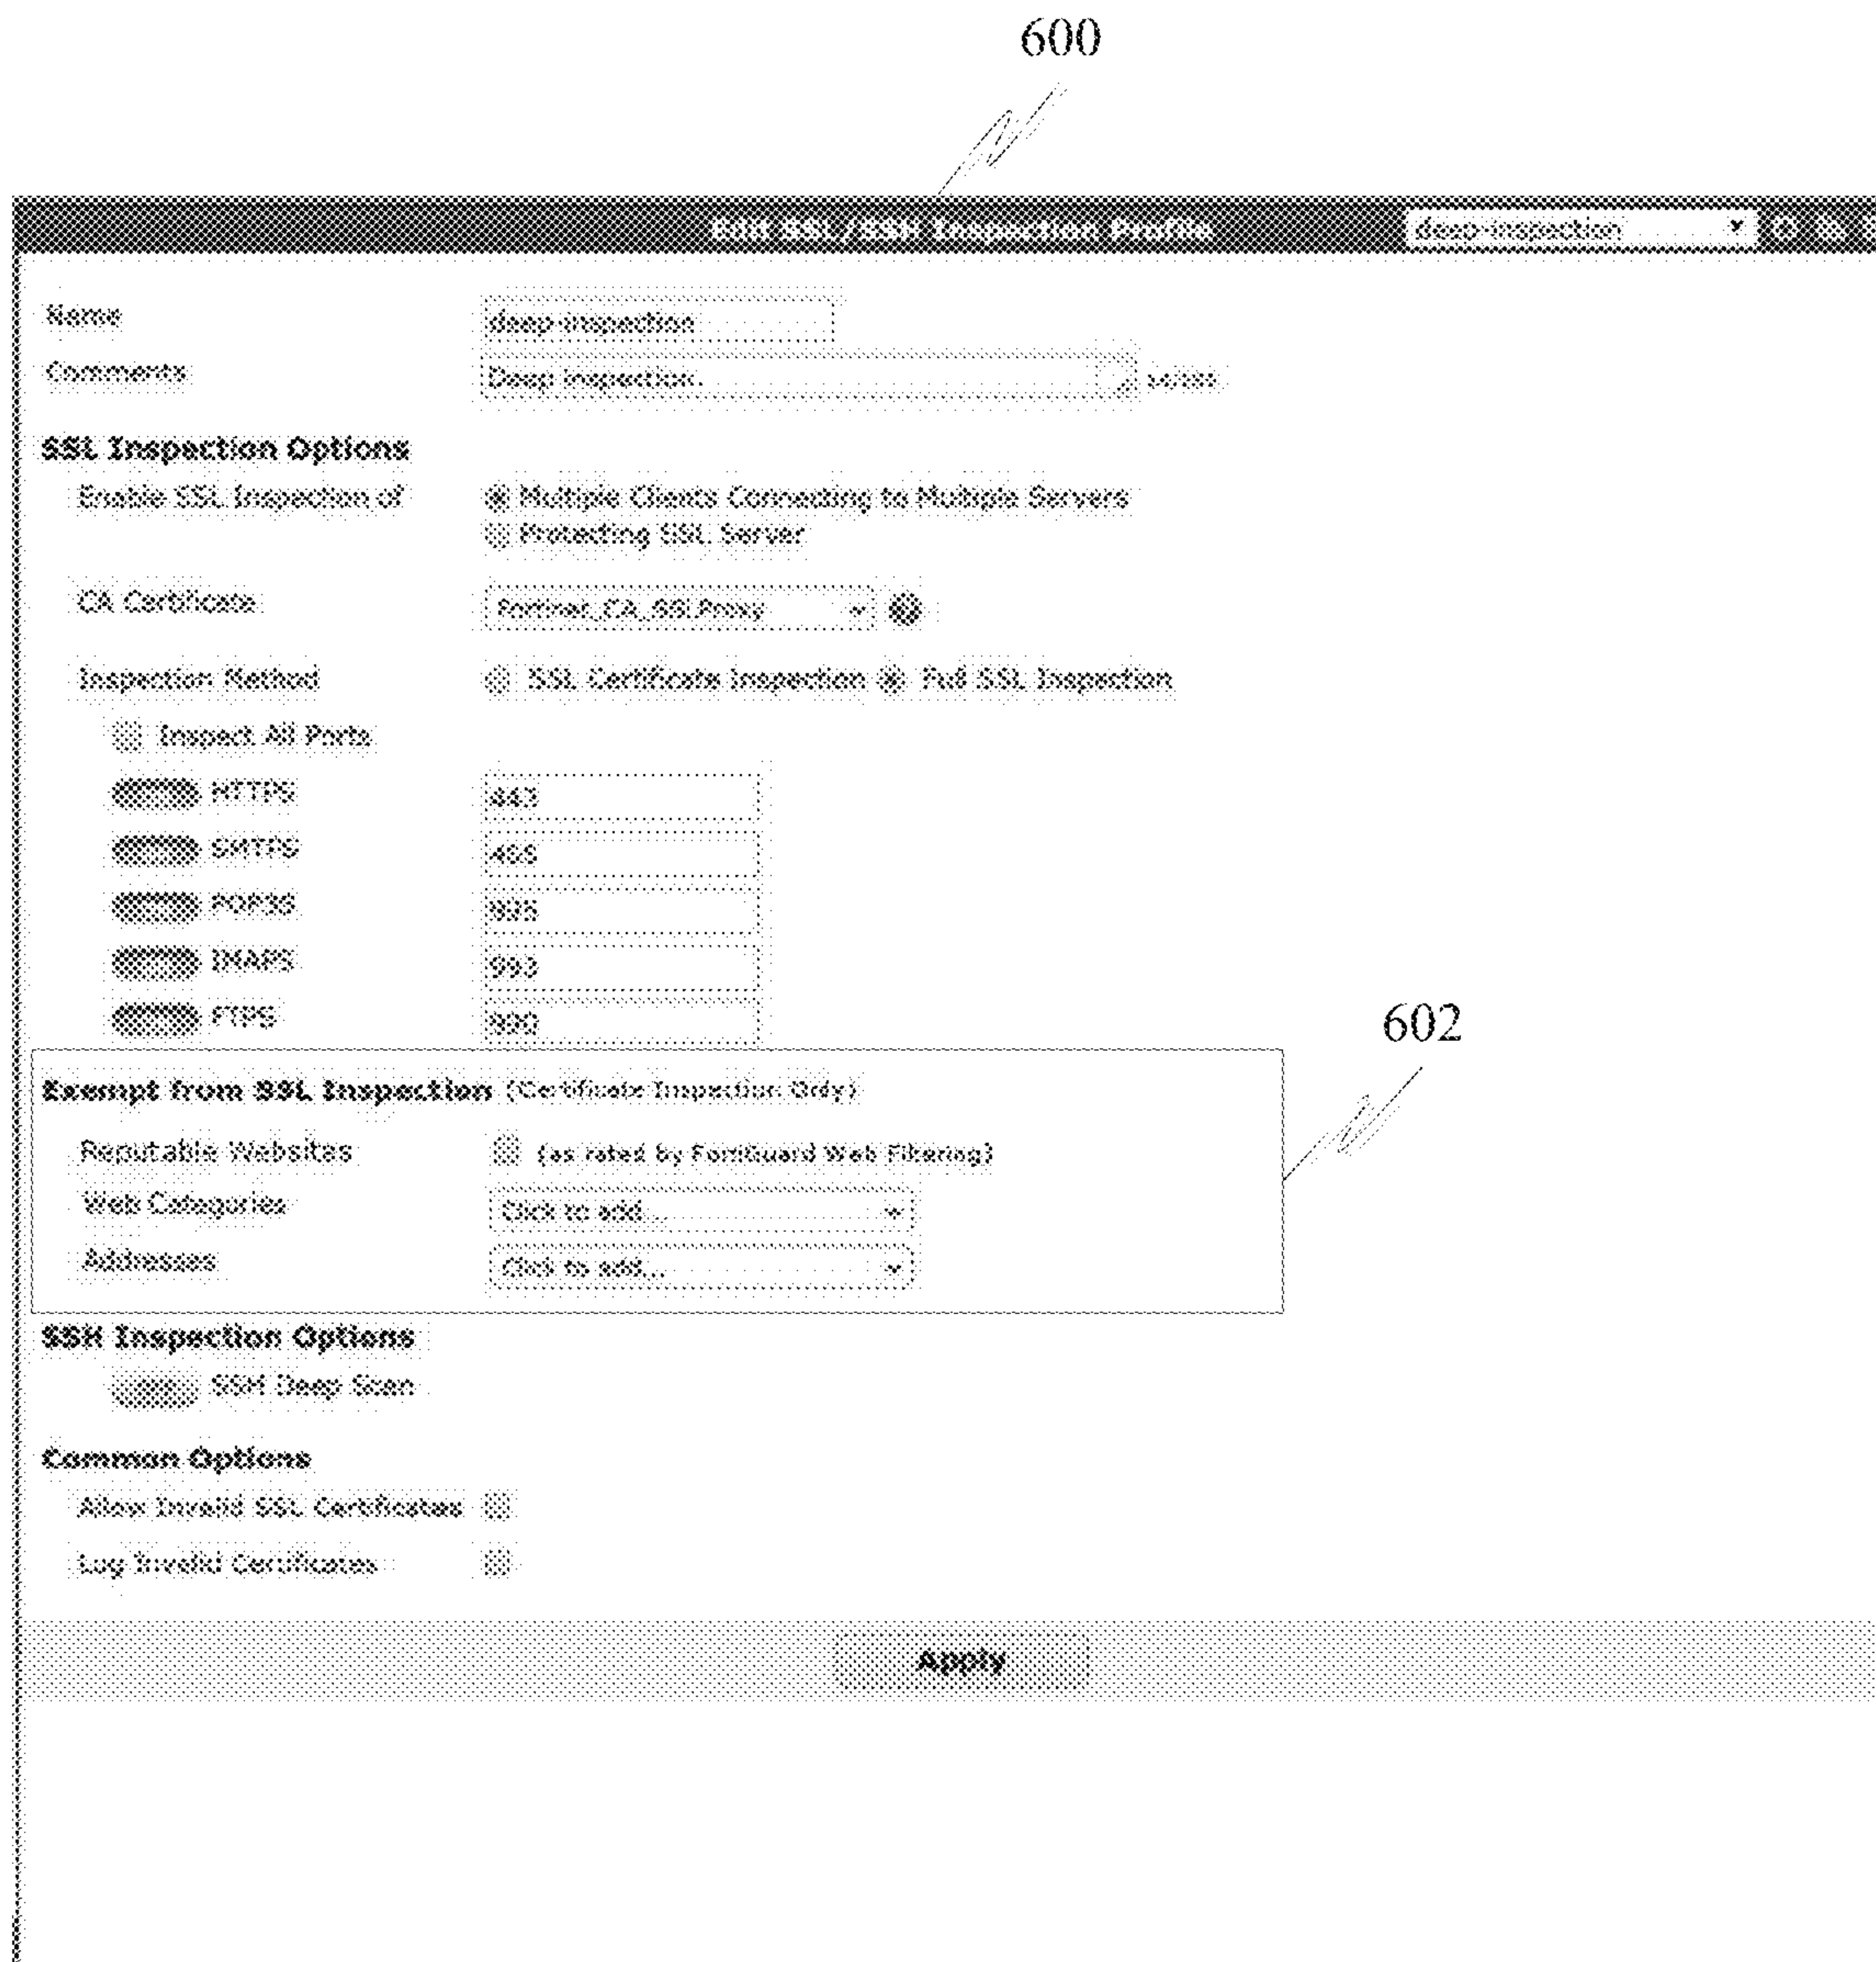 600
Edit SSL/SSH Inspection Profile deep-inspection
Name deep-inspection
Comments Deep Inspection.
SSL Inspection Options
Enable SSL Inspection of Multiple Clients Connecting to Multiple Servers
Protecting SSL Server
CA Certificate Fortinet_CA_SSLProxy
Inspection Method SSL Certificate Inspection Full SSL Inspection
Inspect All Ports
HTTPS 443
SMTPS 465
POP3S 995
IMAPS 993
FTPS 990
602
Exempt from SSL Inspection (Certificate Inspection Only)
Reputable Websites (as rated by FortiGuard Web Filtering)
Web Categories Click to add...
Addresses Click to add...
SSH Inspection Options
SSH Deep Scan
Common Options
Allow Invalid SSL Certificates
Log Invalid Certificates
Apply